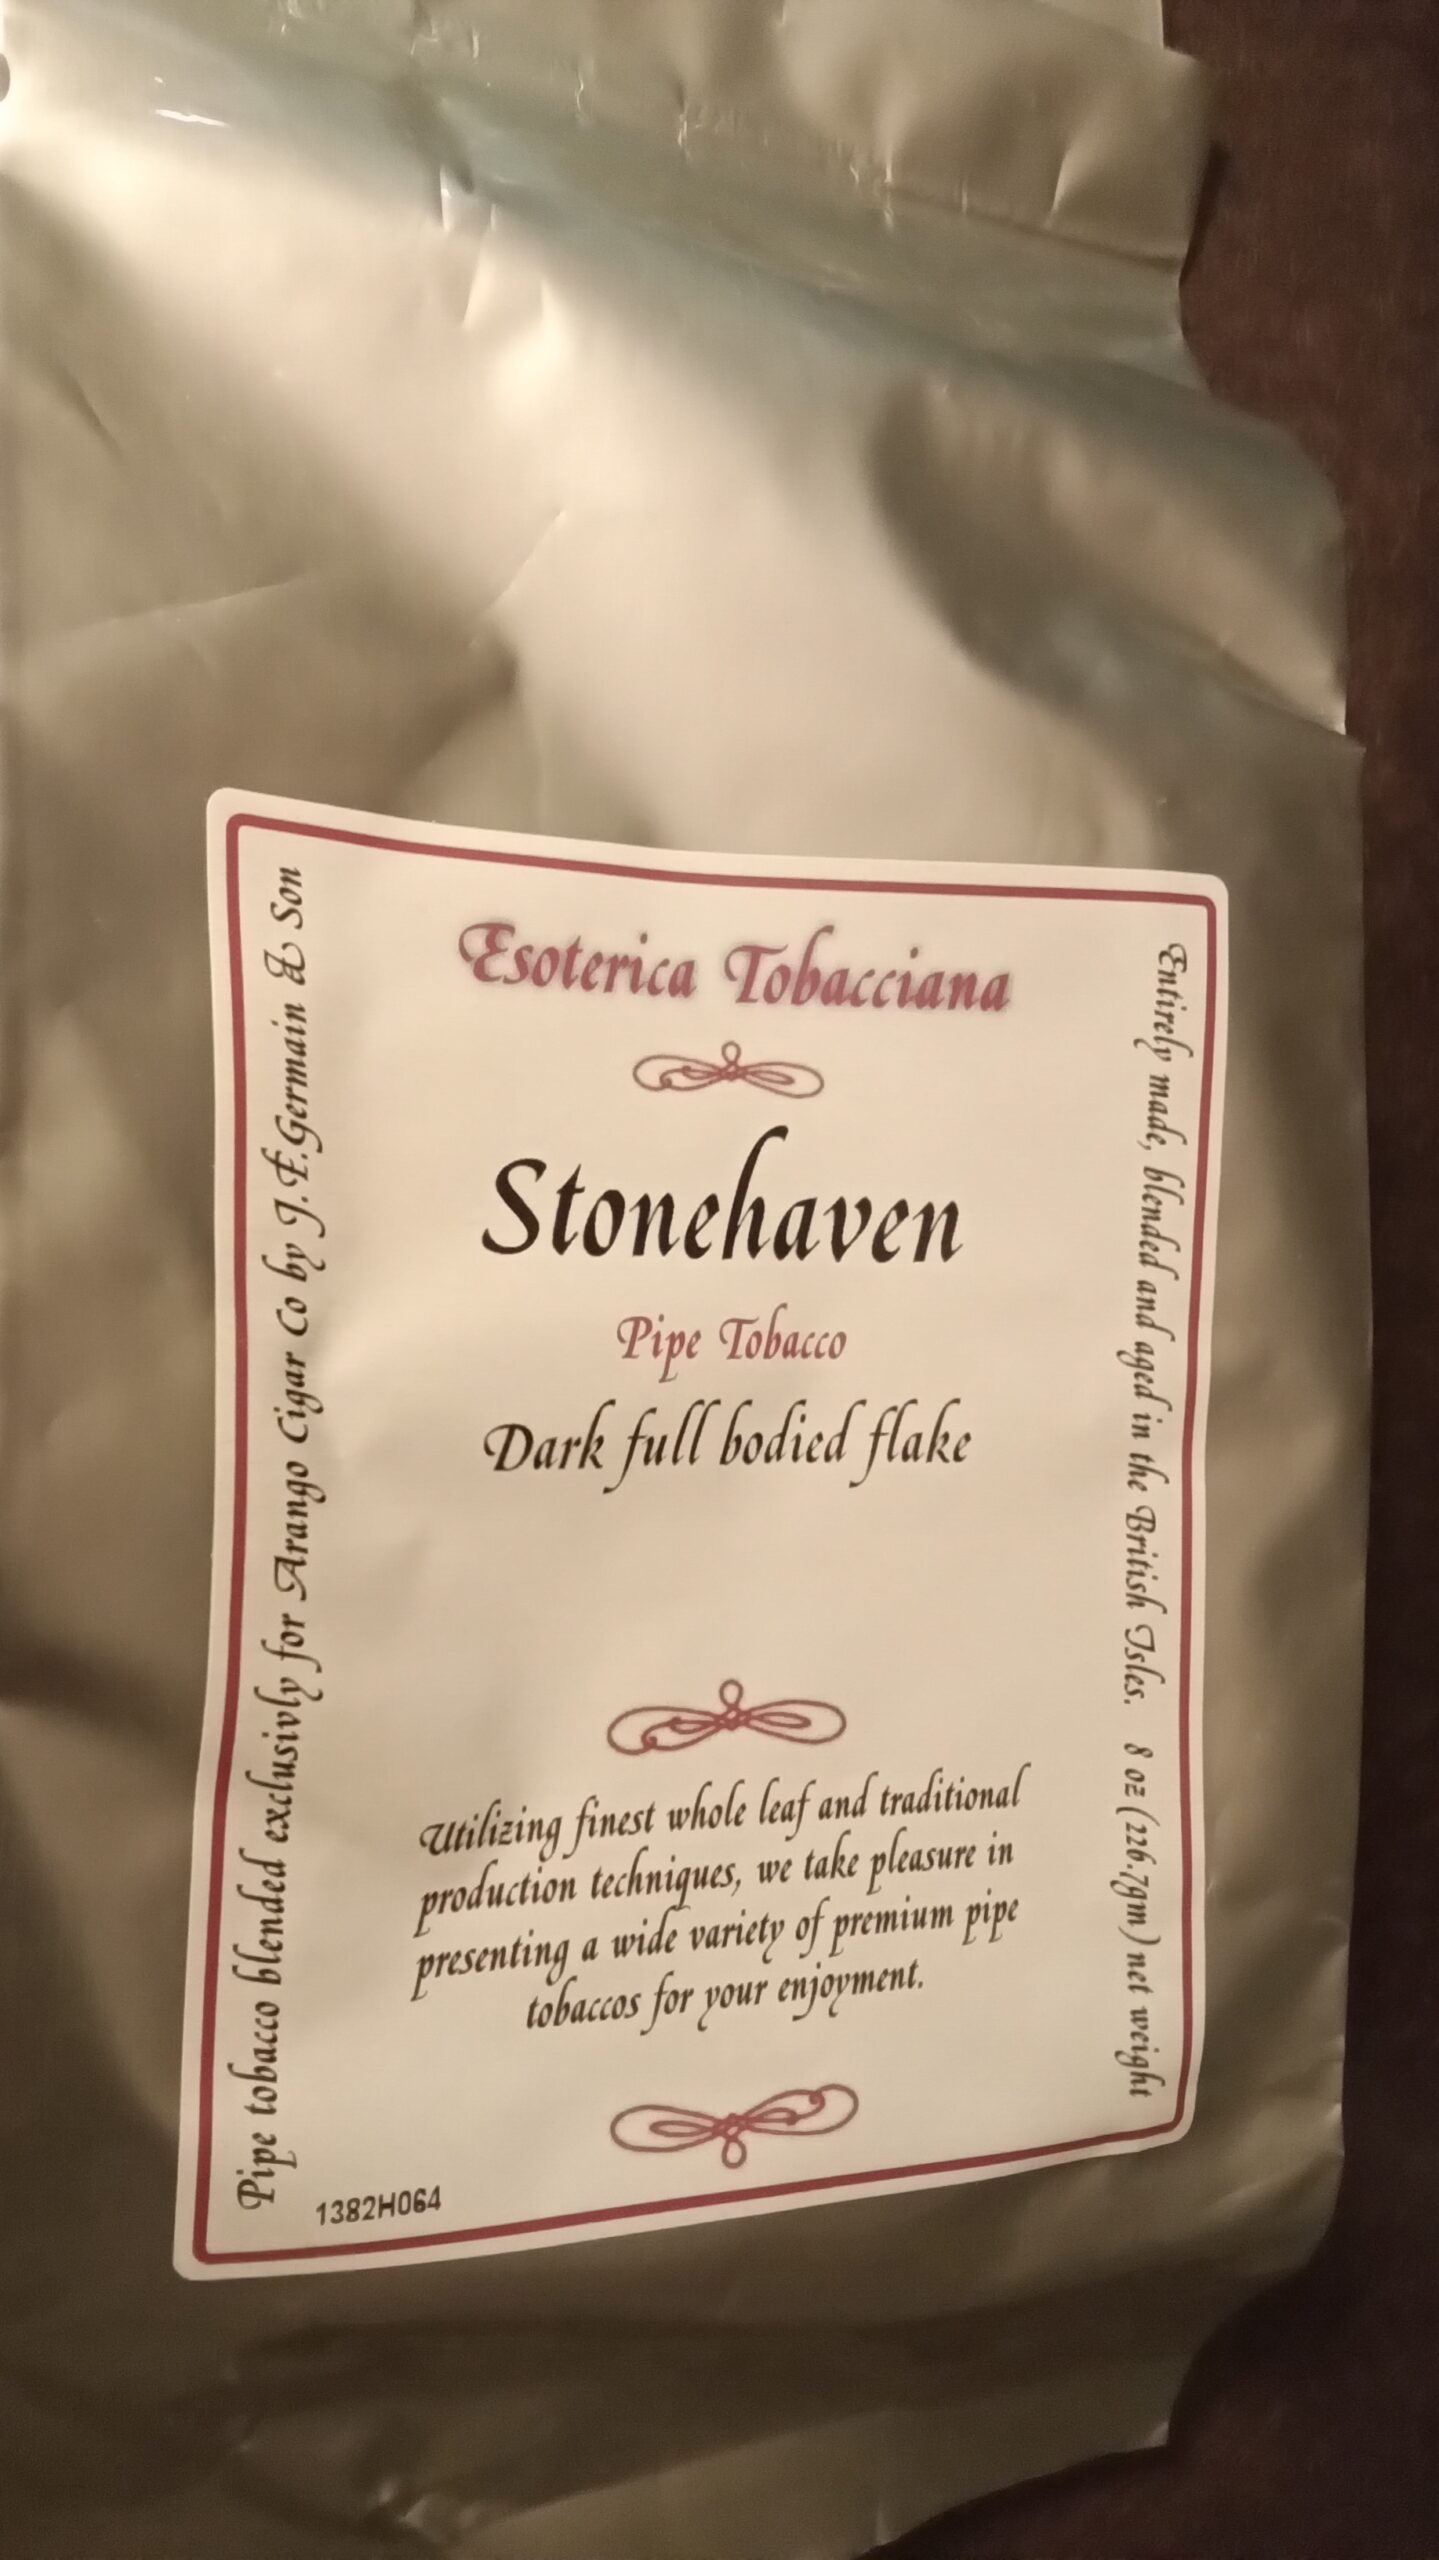 Esoterica Tobacciana
Stonehaven
Pipe Tobacco
Dark full bodied flake
Utilizing finest whole leaf and traditional
production techniques, we take pleasure in
presenting a wide variety of premium pipe
tobaccos for your enjoyment.
1382H064
Pipe tobacco blended exclusivly for Arango Cigar Co by J.F.Germain & Son
Entirely made, blended and aged in the British Isles. 8 oz (226.7gm) net weight